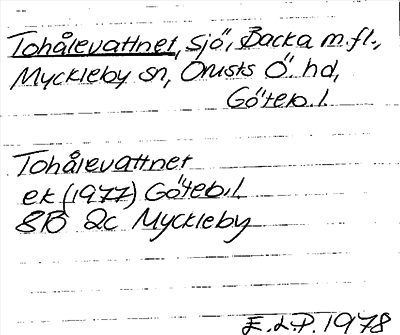 Tohålevattnet, sjö, Backa m.fl.,
Myckleby sn, Orusts Ö. hd,
Göteb. l.
Tohålevattnet
ek (1977) Göteb. l.
8B 2c Myckleby
E.L.P. 1978